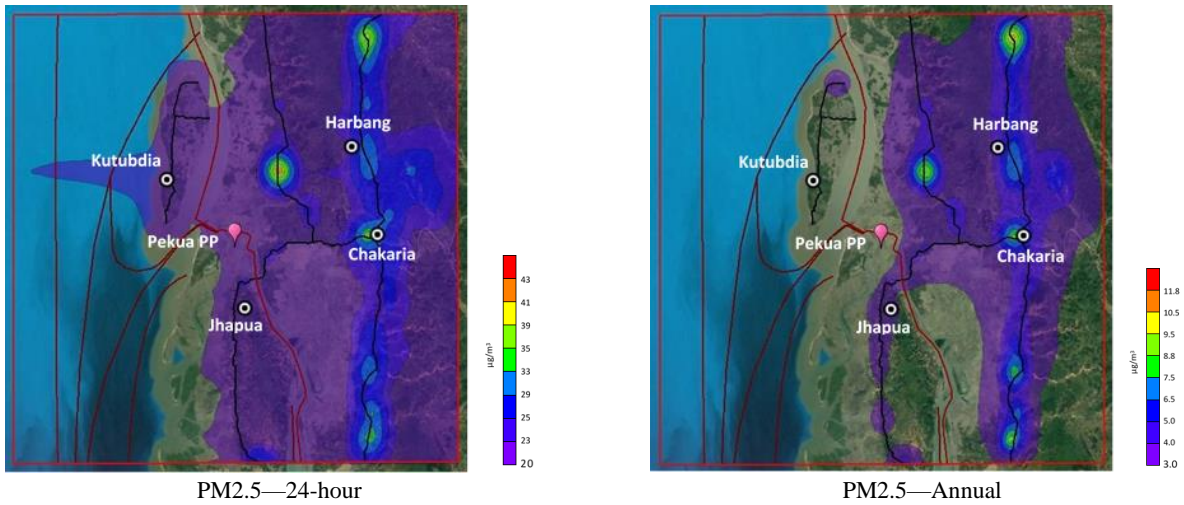 Harbang
Kutubdia
Pekua PP
Chakaria
Jhapua
43
41
39
35
33
29
25
23
20
µg/m³
PM2.5—24-hour
Harbang
Kutubdia
Pekua PP
Chakaria
Jhapua
11.8
10.5
9.5
8.8
7.5
6.5
5.0
4.0
3.0
µg/m³
PM2.5—Annual